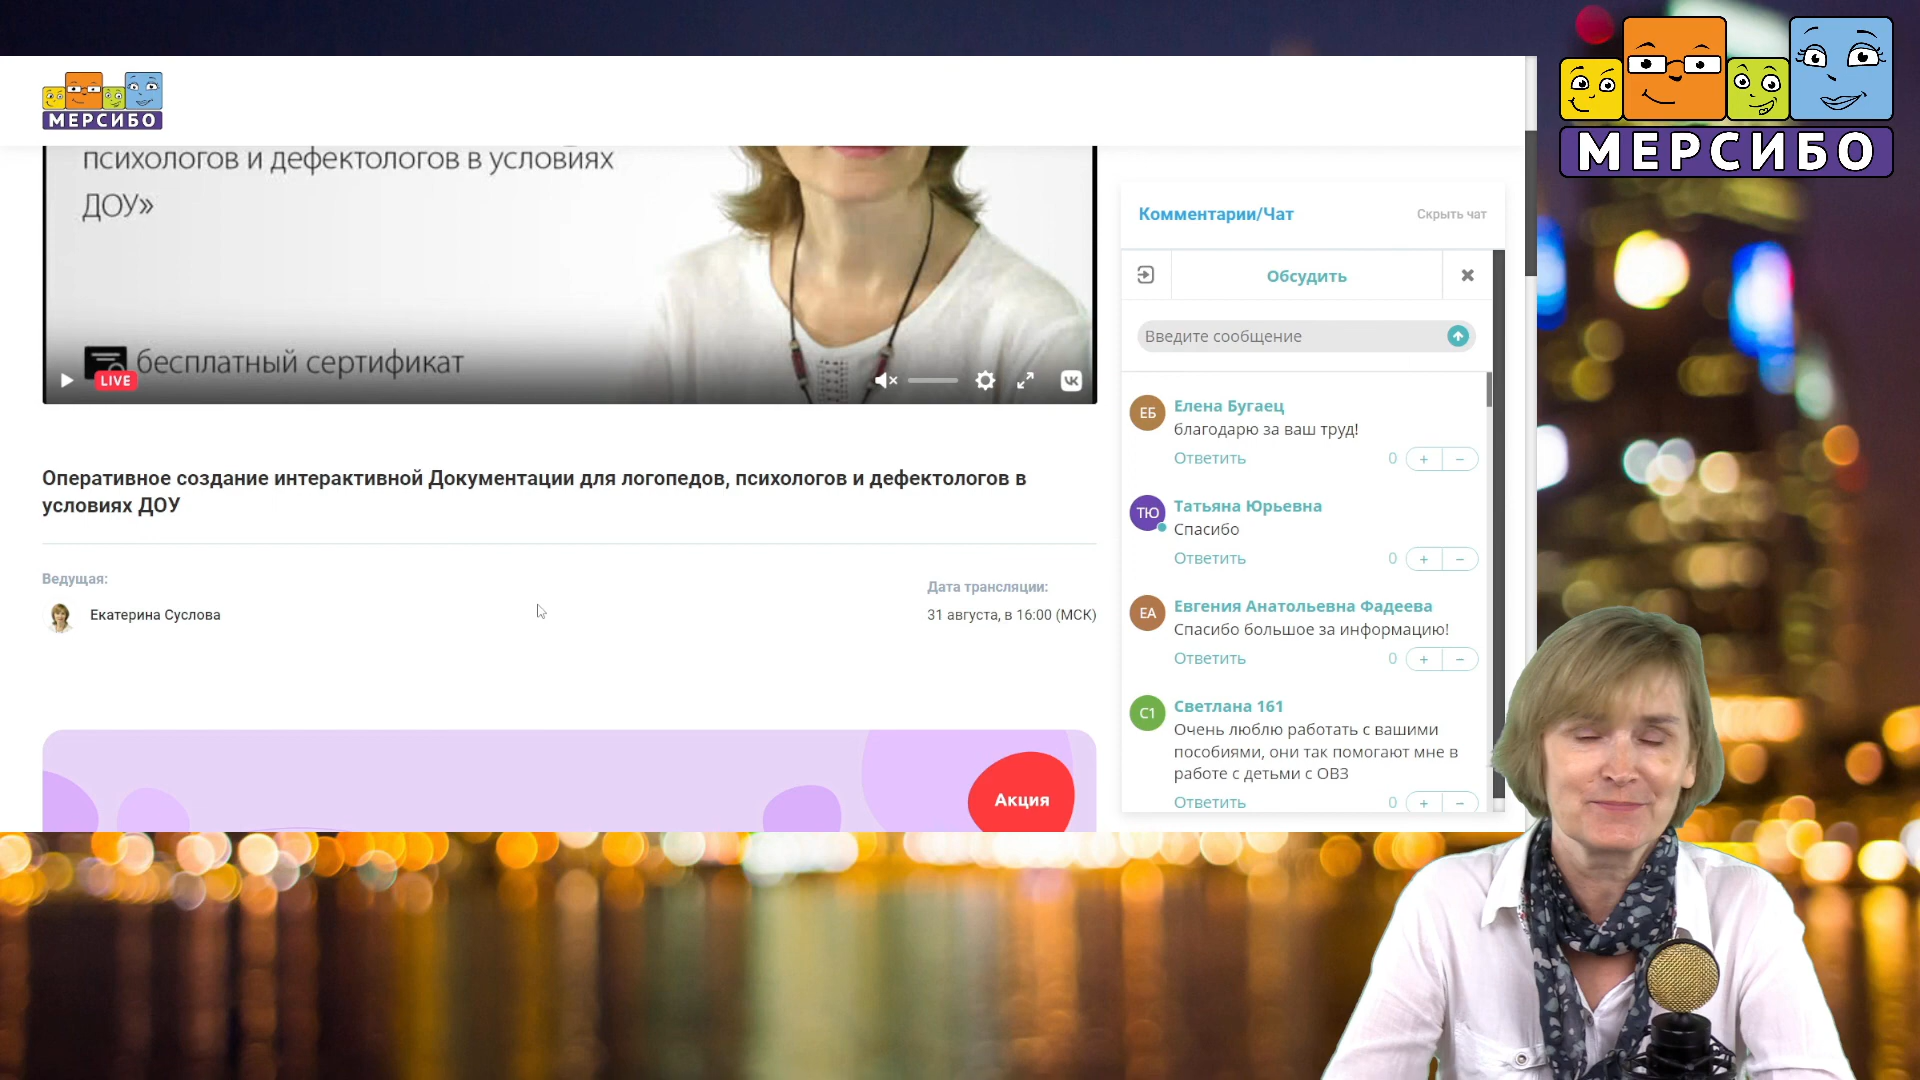 МЕРСИБО
психологов и дефектологов в условиях
ДОУ»
бесплатный сертификат
LIVE
Оперативное создание интерактивной Документации для логопедов, психологов и дефектологов в
условиях ДОУ
Ведущая:
Екатерина Суслова
Дата трансляции:
31 августа, в 16:00 (МСК)
Акция
Комментарии/Чат
Скрыть чат
Обсудить
Введите сообщение
ЕБ
Елена Бугаец
благодарю за ваш труд!
Ответить
0
+
−
ТЮ
Татьяна Юрьевна
Спасибо
Ответить
0
+
−
ЕА
Евгения Анатольевна Фадеева
Спасибо большое за информацию!
Ответить
0
+
−
С1
Светлана 161
Очень люблю работать с вашими
пособиями, они так помогают мне в
работе с детьми с ОВЗ
Ответить
0
+
−
МЕРСИБО